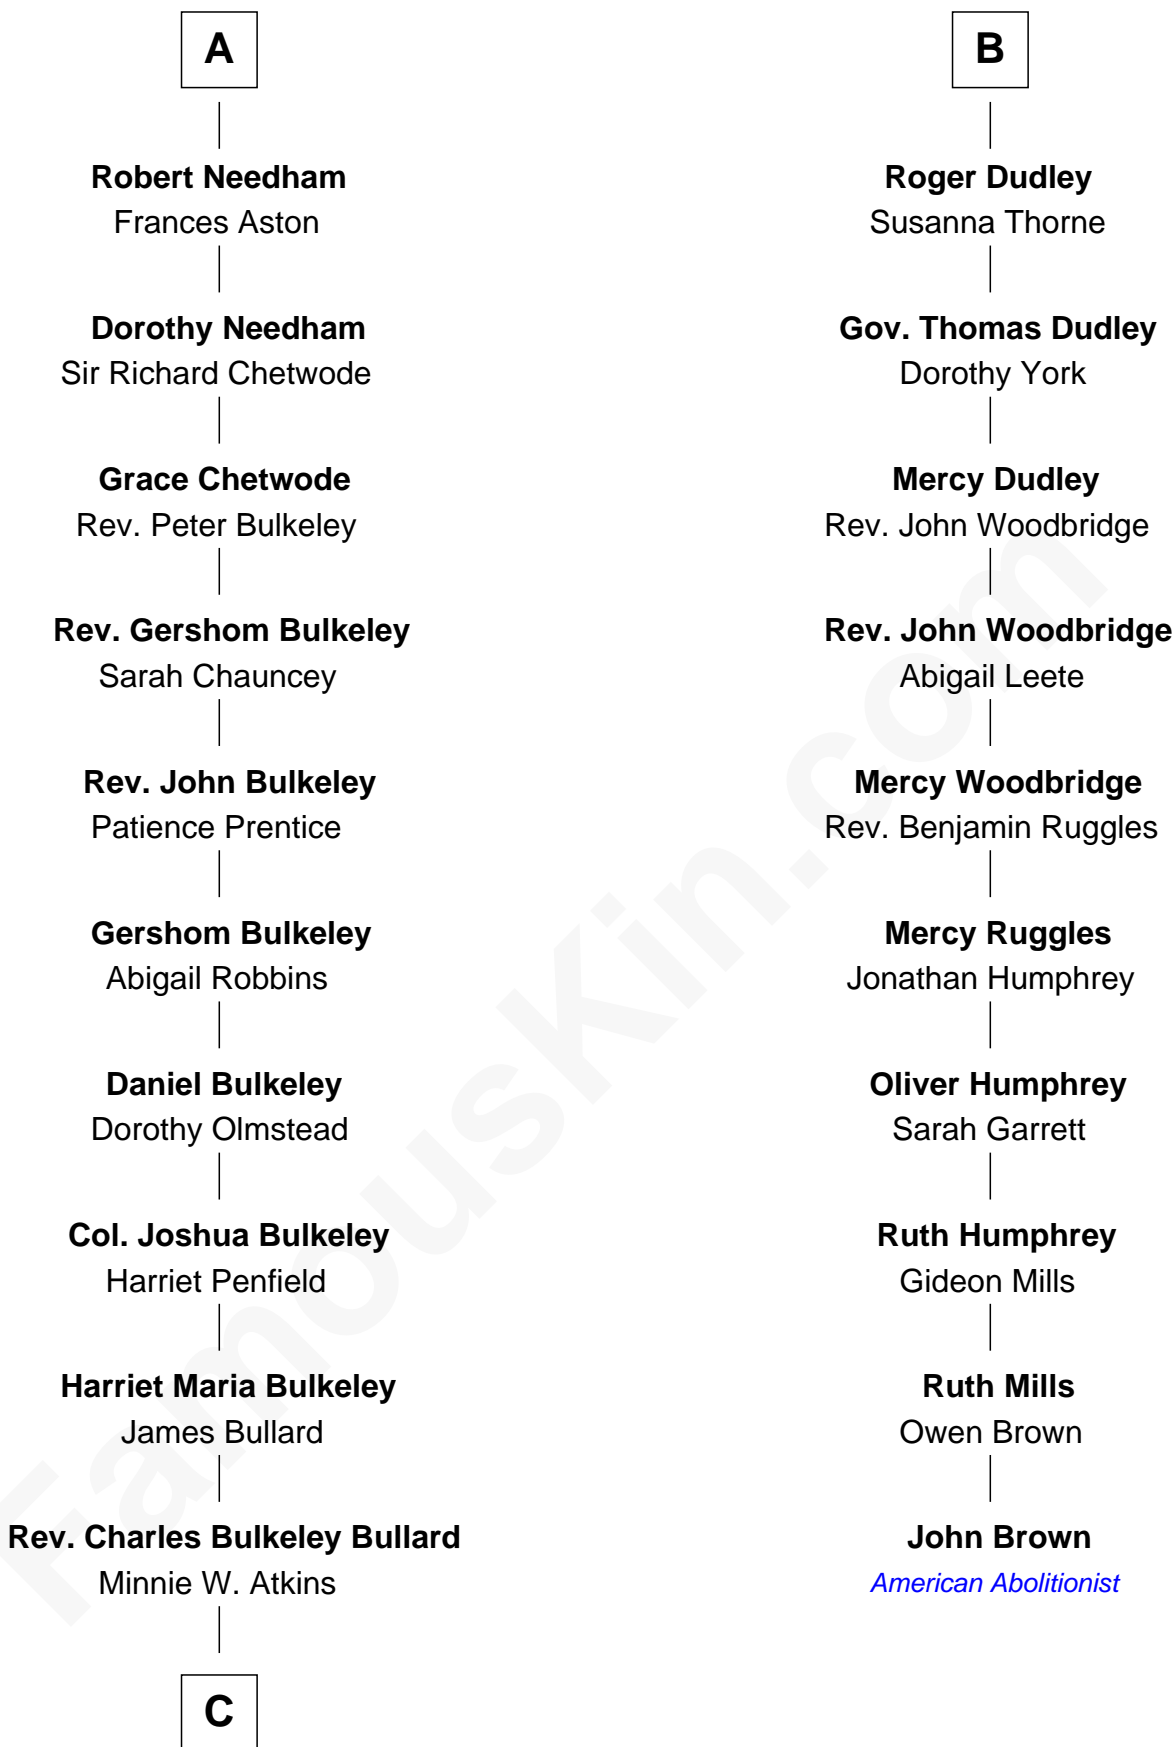 A
Robert Needham
Frances Aston
Dorothy Needham
Sir Richard Chetwode
Grace Chetwode
Rev. Peter Bulkeley
Rev. Gershom Bulkeley
Sarah Chauncey
Rev. John Bulkeley
Patience Prentice
Gershom Bulkeley
Abigail Robbins
Daniel Bulkeley
Dorothy Olmstead
Col. Joshua Bulkeley
Harriet Penfield
Harriet Maria Bulkeley
James Bullard
Rev. Charles Bulkeley Bullard
Minnie W. Atkins
C
B
Roger Dudley
Susanna Thorne
Gov. Thomas Dudley
Dorothy York
Mercy Dudley
Rev. John Woodbridge
Rev. John Woodbridge
Abigail Leete
Mercy Woodbridge
Rev. Benjamin Ruggles
Mercy Ruggles
Jonathan Humphrey
Oliver Humphrey
Sarah Garrett
Ruth Humphrey
Gideon Mills
Ruth Mills
Owen Brown
John Brown
American Abolitionist
FamousKin.com